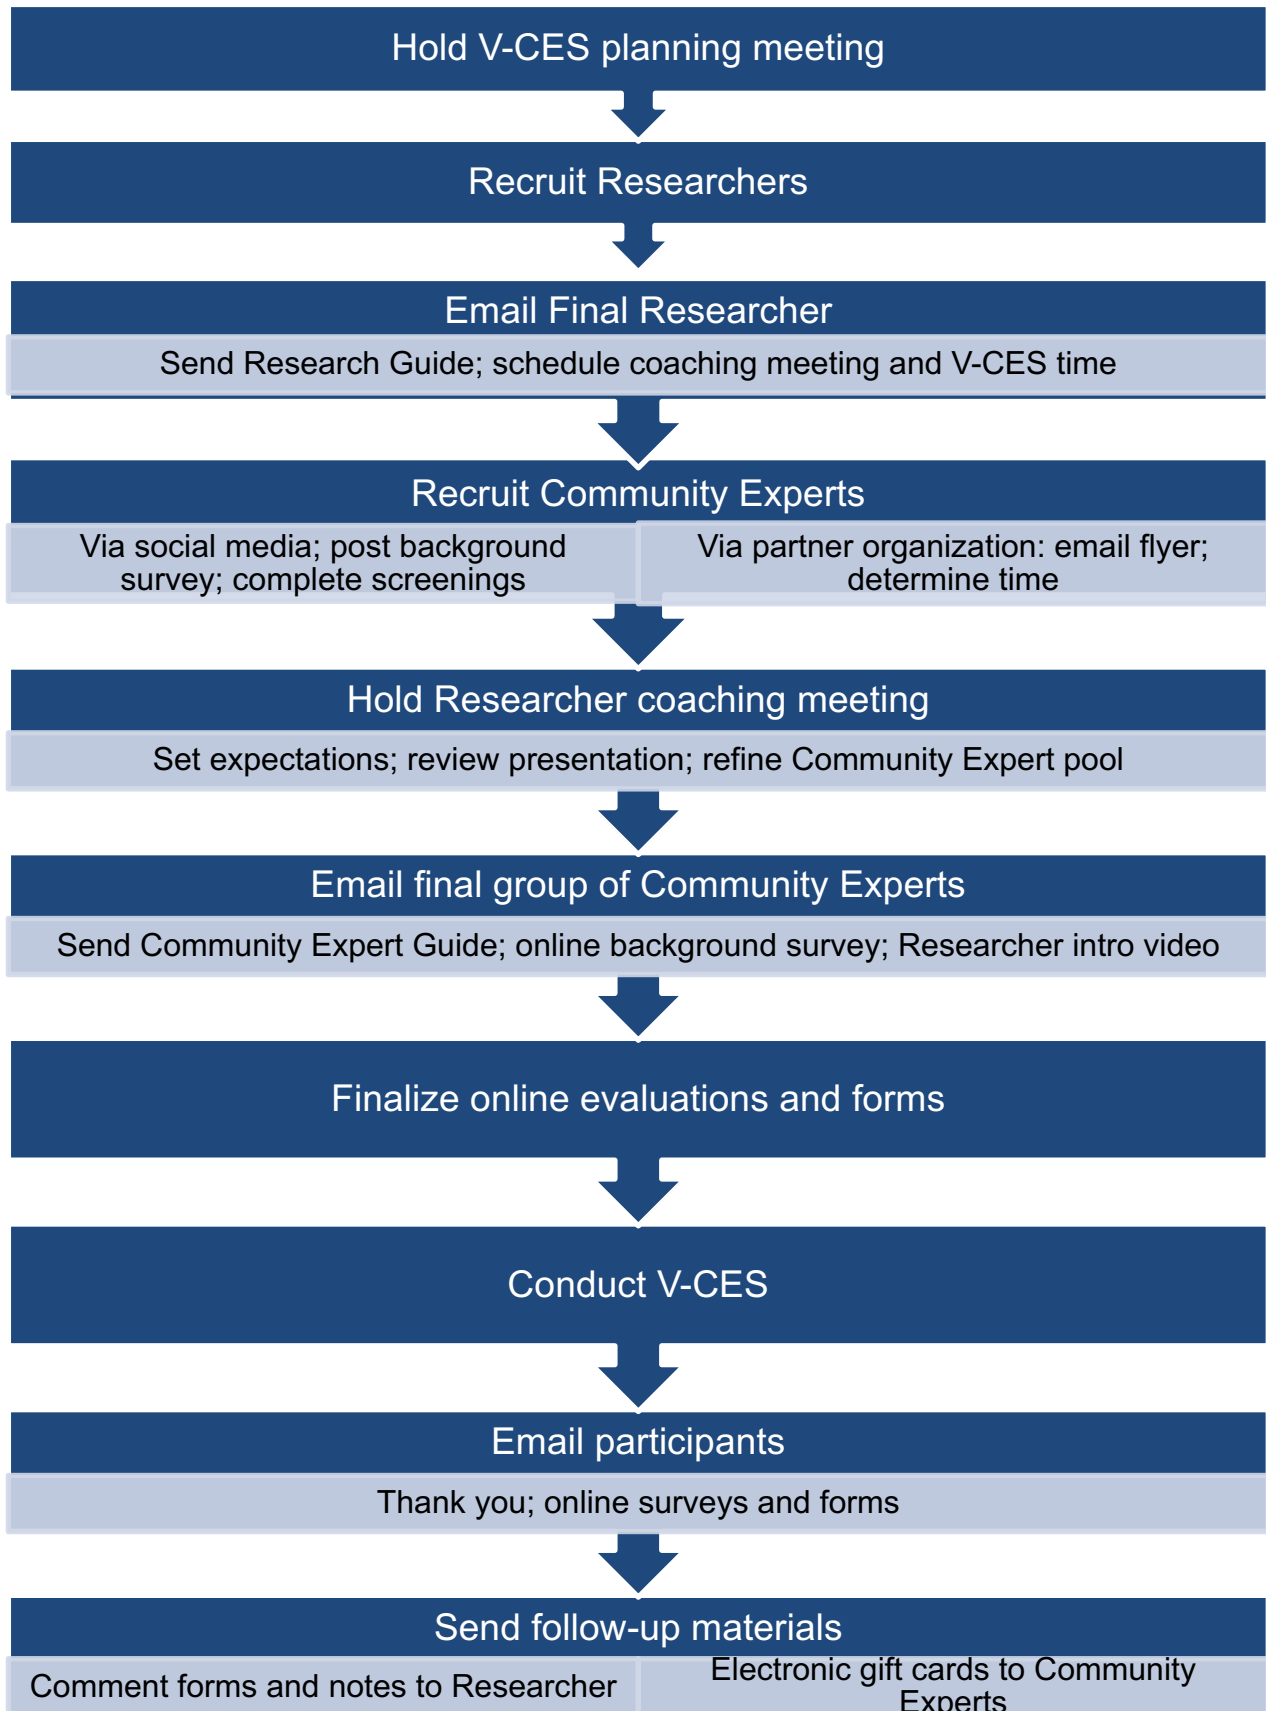 Hold V-CES planning meeting
Recruit Researchers
Email Final Researcher
Send Research Guide; schedule coaching meeting and V-CES time
Recruit Community Experts
Via social media; post background
survey; complete screenings
Via partner organization: email flyer;
determine time
Hold Researcher coaching meeting
Set expectations; review presentation; refine Community Expert pool
Email final group of Community Experts
Send Community Expert Guide; online background survey; Researcher intro video
Finalize online evaluations and forms
Conduct V-CES
Email participants
Thank you; online surveys and forms
Send follow-up materials
Comment forms and notes to Researcher
Electronic gift cards to Community
Experts